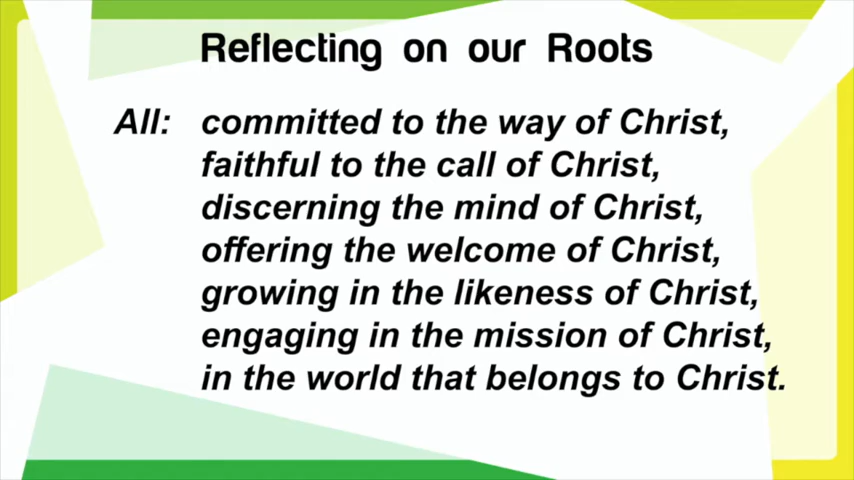 Reflecting on our Roots
All: committed to the way of Christ,
faithful to the call of Christ,
discerning the mind of Christ,
offering the welcome of Christ,
growing in the likeness of Christ,
engaging in the mission of Christ,
in the world that belongs to Christ.